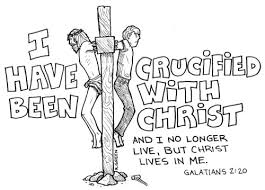 I
HAVE
BEEN
CRUCIFIED
WITH
CHRIST
AND I NO LONGER
LIVE, BUT CHRIST
LIVES IN ME.
GALATIANS 2:20